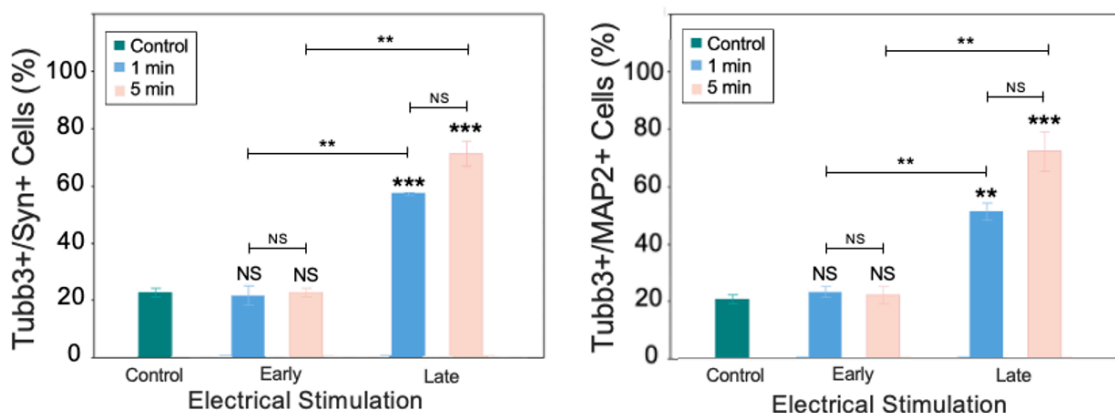 Tubb3+/Syn+ Cells (%)
Control
1 min
5 min
**
100
NS
80
***
**
***
60
40
NS
NS NS
20
0
Control Early Late
Electrical Stimulation
Tubb3+/MAP2+ Cells (%)
Control
1 min
5 min
**
100
NS
80
***
**
**
60
40
NS
NS NS
20
0
Control Early Late
Electrical Stimulation